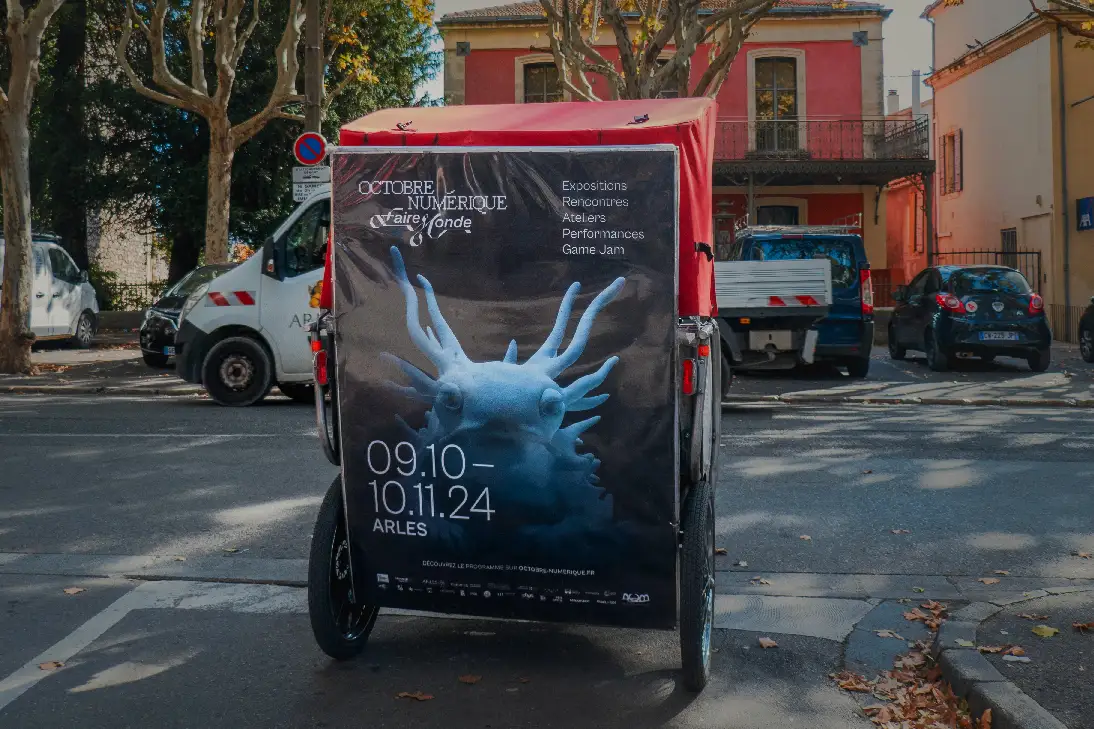 OCTOBRE
NUMÉRIQUE
Faire Monde
Expositions
Rencontres
Ateliers
Performances
Game Jam
09.10–
10.11.24
ARLES
DÉCOUVREZ LE PROGRAMME SUR OCTOBRE-NUMERIQUE.FR